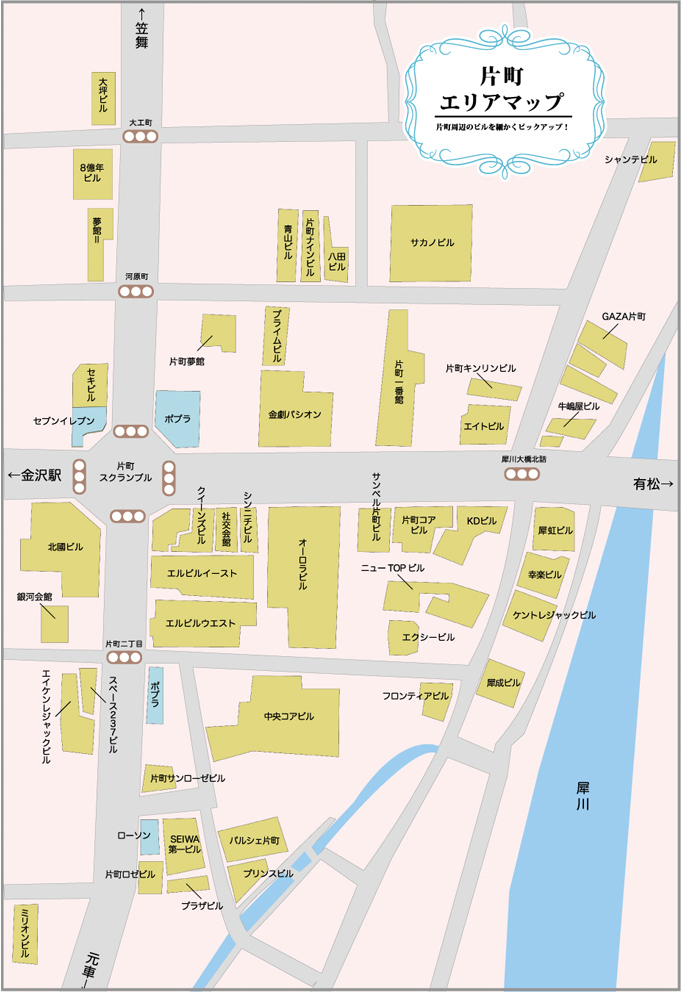 ←笠舞
片町
エリアマップ
片町周辺のビルを細かくピックアップ!
大坪ビル
大工町
シャンテビル
8億年
ビル
夢館Ⅱ
青山ビル
片町ナインビル
八田
ビル
サカノビル
河原町
GAZA片町
プライムビル
片町夢館
片町一番館
片町キンリンビル
セキビル
セブンイレブン
ポプラ
金劇パシオン
エイトビル
牛嶋屋ビル
←金沢駅
片町
スクランブル
犀川大橋北詰
有松→
クイーンズビル
社交会館
シンニチビル
オーロラビル
サンベル片町ビル
片町コア
ビル
KDビル
犀虹ビル
北國ビル
エルビルイースト
ニューTOPビル
幸楽ビル
銀河会館
エルビルウエスト
ケントレジャックビル
エクシービル
片町二丁目
エイケンレジャックビル
スペース237ビル
ポプラ
中央コアビル
フロンティアビル
犀成ビル
片町サンローゼビル
犀川
ローソン
SEIWA
第一ビル
パルシェ片町
片町ロゼビル
プリンスビル
プラザビル
ミリオンビル
元車→